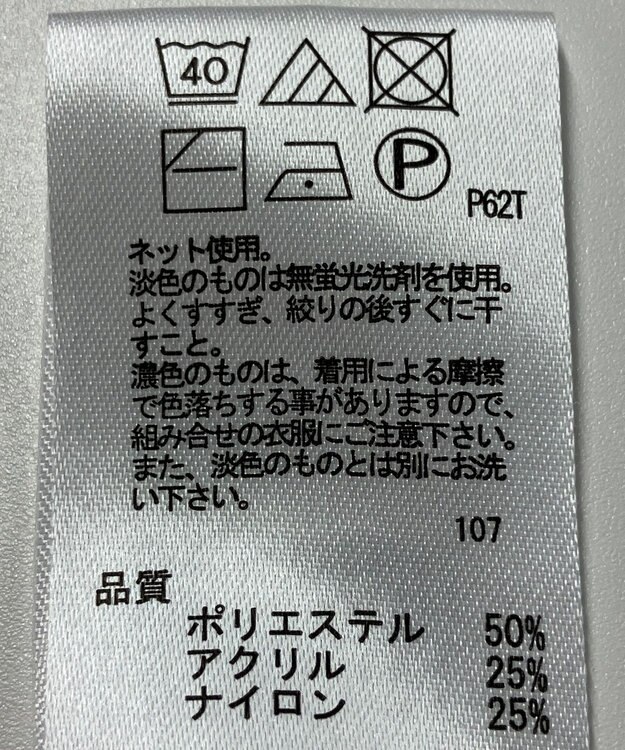 40
P
P62T
ネット使用。
淡色のものは無蛍光洗剤を使用。
よくすすぎ、絞りの後すぐに干
すこと。
濃色のものは、着用による摩擦
で色落ちする事がありますので、
組み合せの衣服にご注意下さい。
また、淡色のものとは別にお洗
い下さい。
107
品質
ポリエステル 50%
アクリル 25%
ナイロン 25%